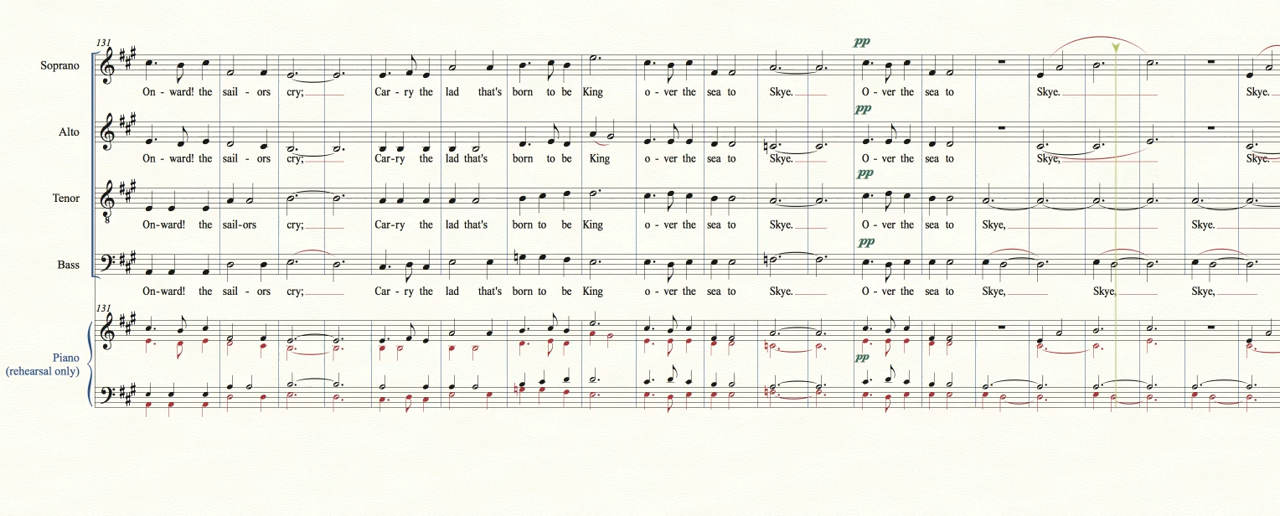 131
pp
Soprano
On - ward! the sail - ors cry; Car - ry the lad that's born to be King o - ver the sea to Skye. O - ver the sea to Skye. Skye.
pp
Alto
On - ward! the sail - ors cry; Car-ry the lad that's born to be King o - ver the sea to Skye. O - ver the sea to Skye, Skye.
pp
Tenor
8
On-ward! the sail-ors cry; Car-ry the lad that's born to be King o - ver the sea to Skye. O - ver the sea to Skye, Skye.
pp
Bass
On-ward! the sail - ors cry; Car - ry the lad that's born to be King o - ver the sea to Skye. O - ver the sea to Skye, Skye, Skye,
131
Piano
(rehearsal only)
pp